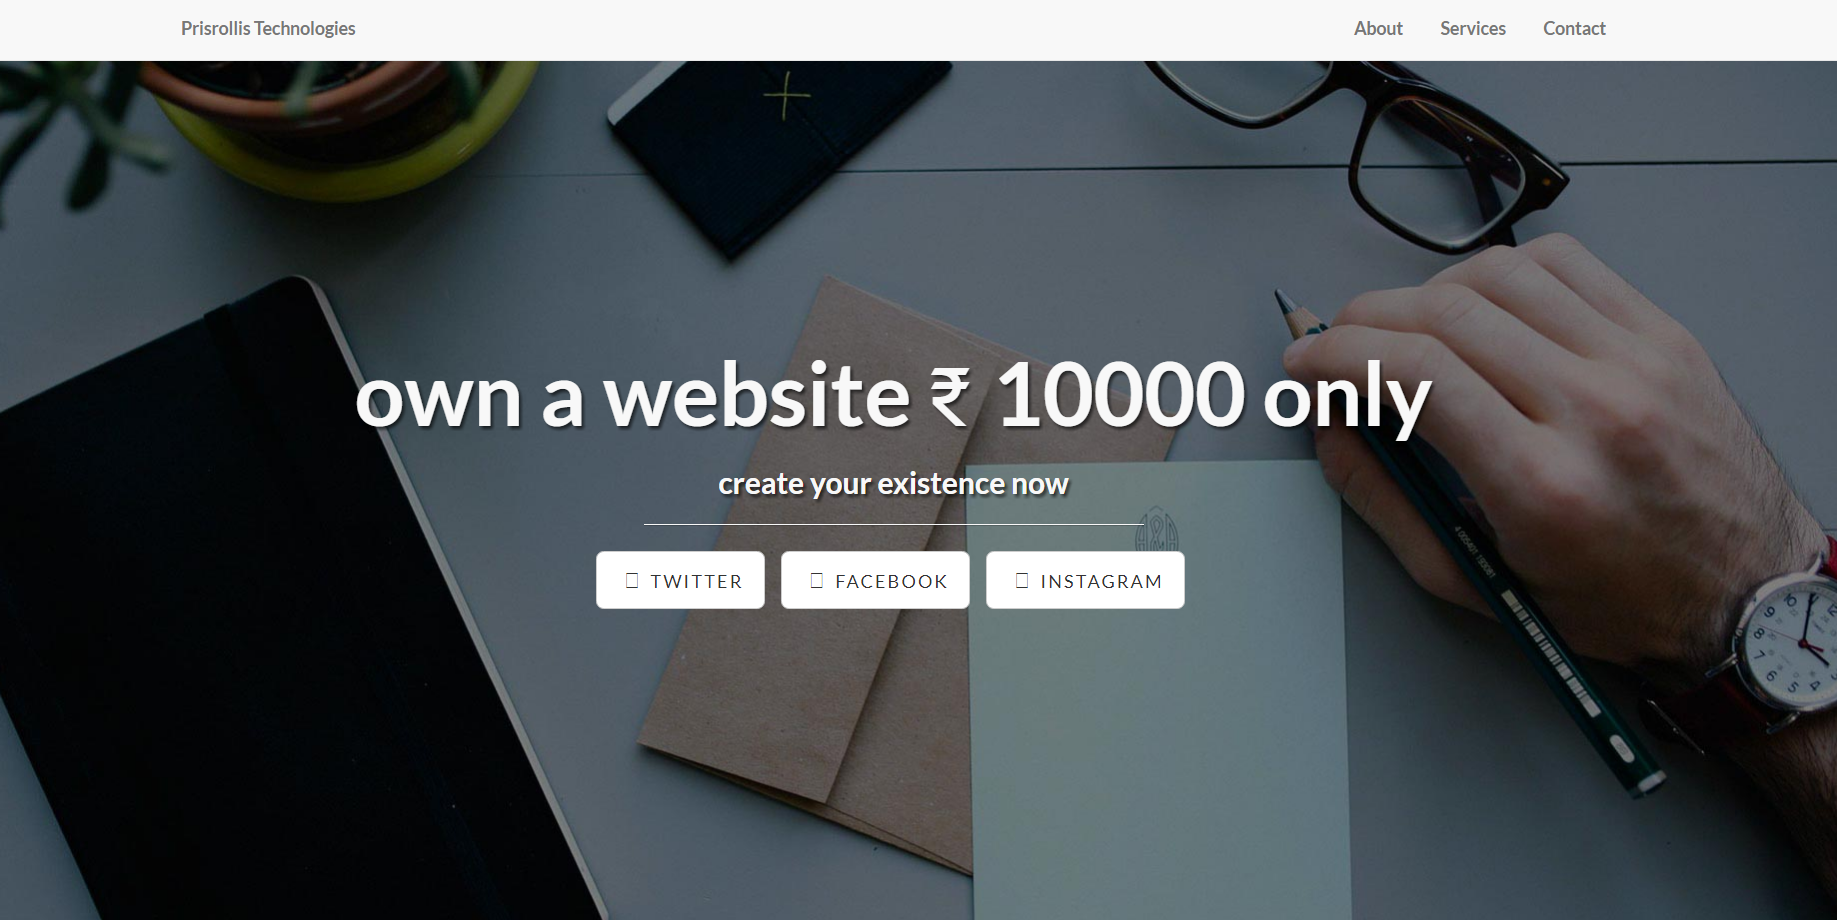 Prisrollis Technologies
About Services Contact
own a website ₹ 10000 only
create your existence now
TWITTER FACEBOOK INSTAGRAM